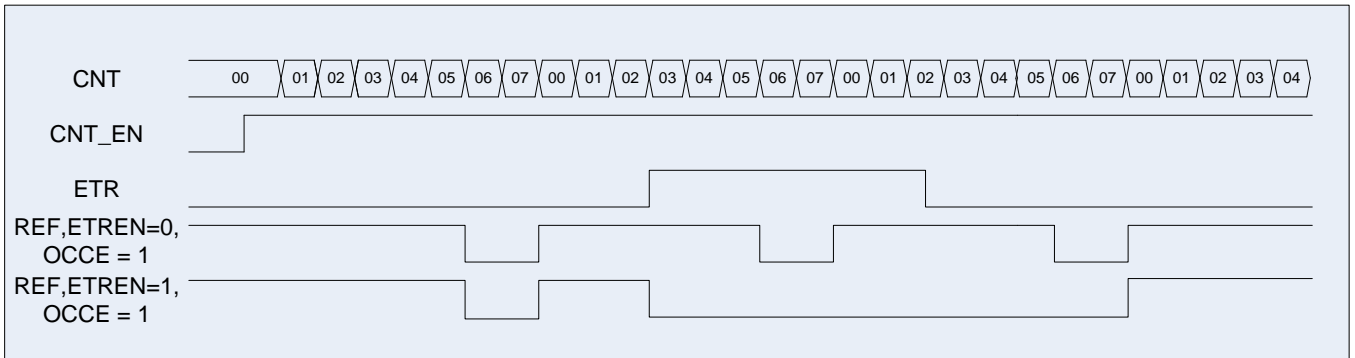 CNT 00 01 02 03 04 05 06 07 00 01 02 03 04 05 06 07 00 01 02 03 04 05 06 07 00 01 02 03 04
CNT_EN
ETR
REF,ETREN=0,
OCCE = 1
REF,ETREN=1,
OCCE = 1